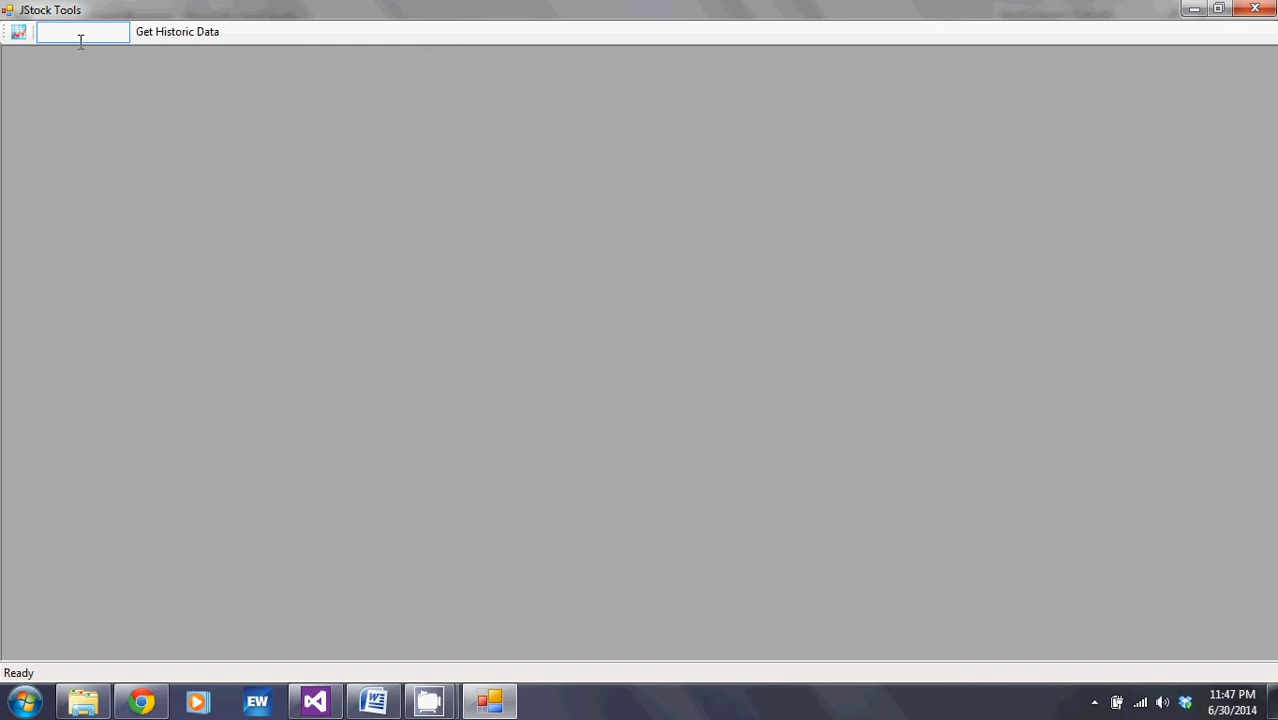 JStock Tools
Get Historic Data
Ready
EW
W
11:47 PM
6/30/2014